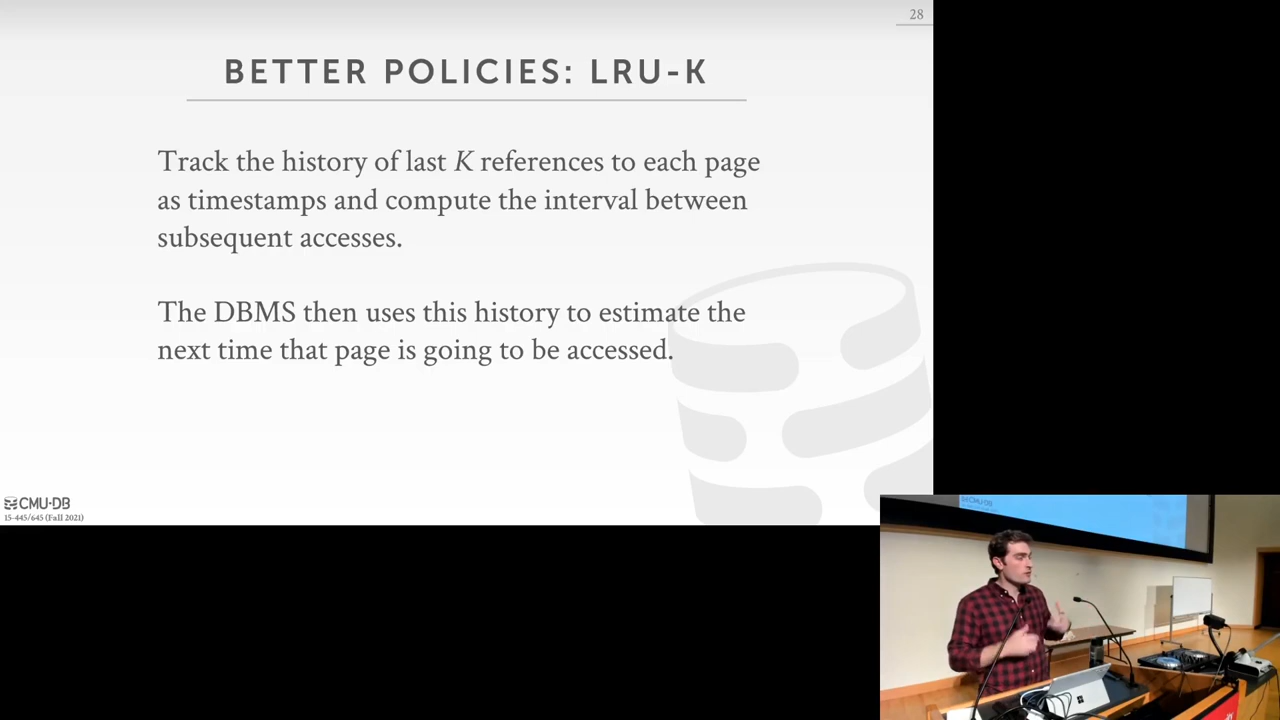 28
BETTER POLICIES: LRU-K
Track the history of last K references to each page
as timestamps and compute the interval between
subsequent accesses.
The DBMS then uses this history to estimate the
next time that page is going to be accessed.
CMU·DB
15-445/645 (Fall 2021)
CMU·DB